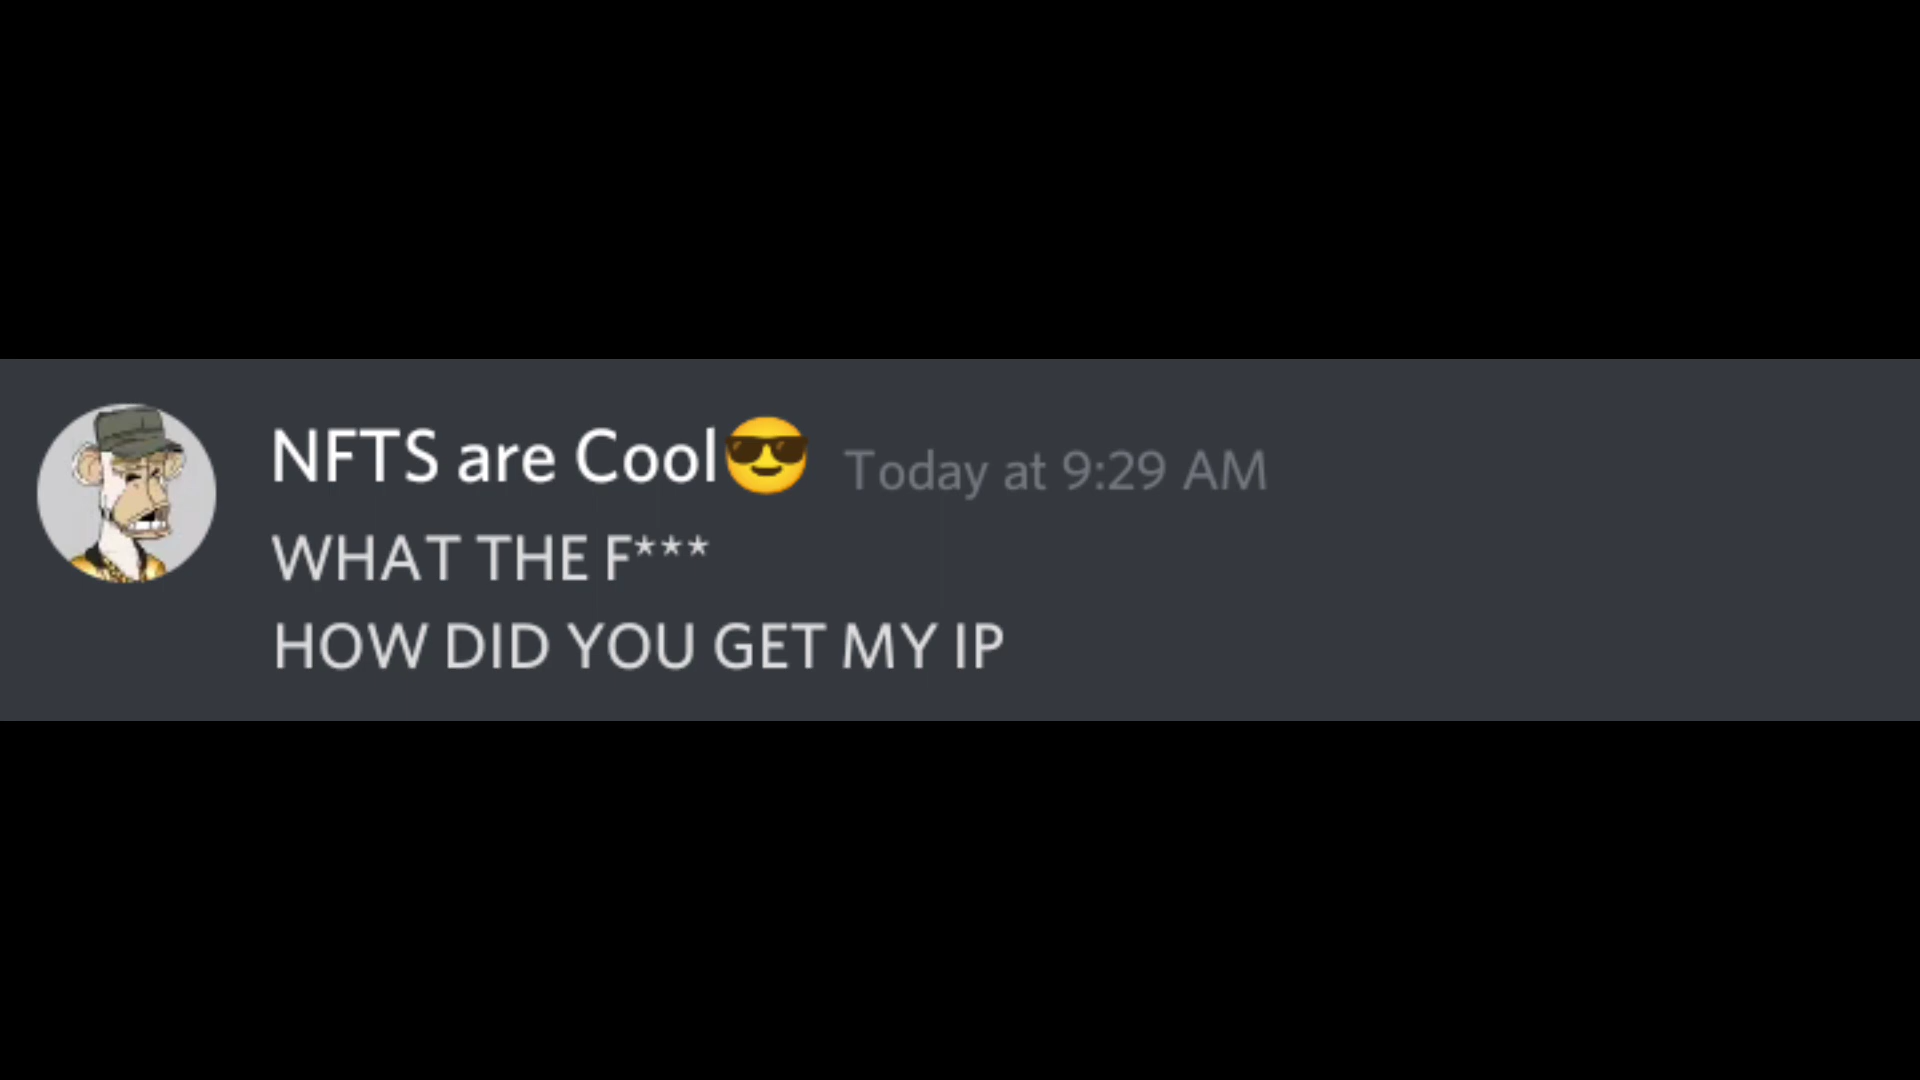 NFTS are Cool😎 Today at 9:29 AM
WHAT THE F***
HOW DID YOU GET MY IP